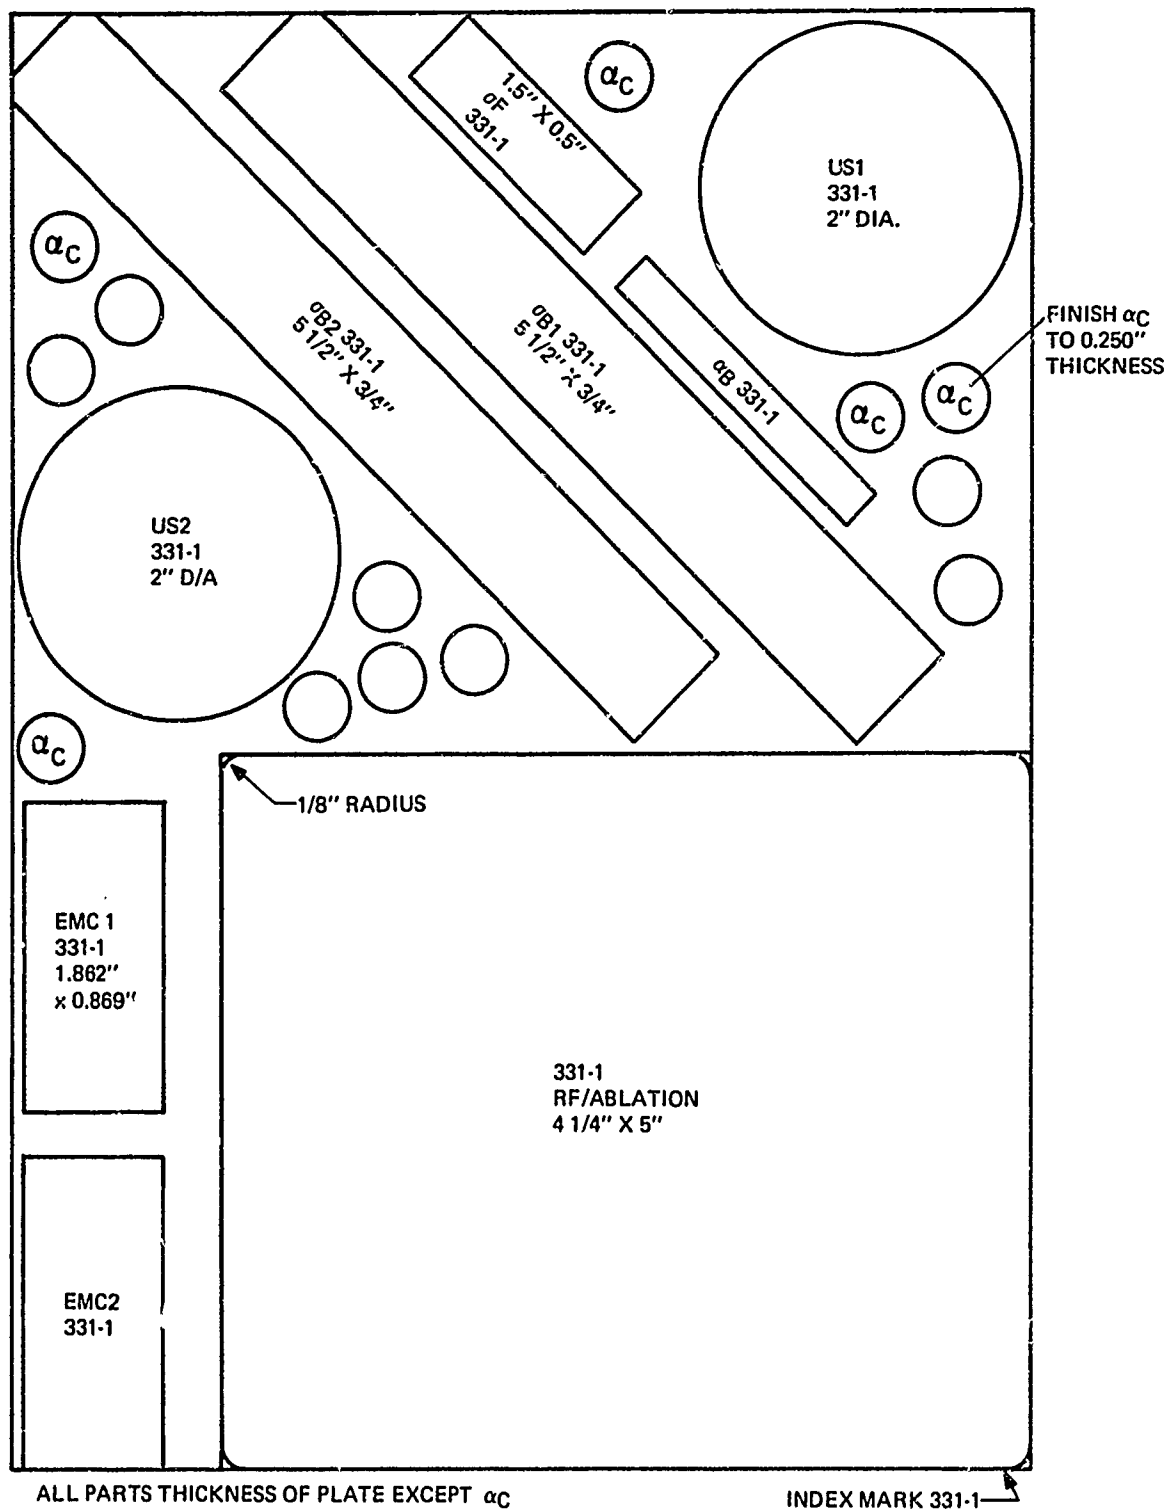 αC
1.5" X 0.5"
σF
331-1
US1
331-1
2" DIA.
αC
FINISH αC
TO 0.250"
THICKNESS
σB2 331-1
5 1/2" X 3/4"
σB1 331-1
5 1/2" X 3/4"
αB 331-1
αC
αC
US2
331-1
2" D/A
αC
1/8" RADIUS
EMC 1
331-1
1.862"
x 0.869"
331-1
RF/ABLATION
4 1/4" X 5"
EMC2
331-1
ALL PARTS THICKNESS OF PLATE EXCEPT αC
INDEX MARK 331-1